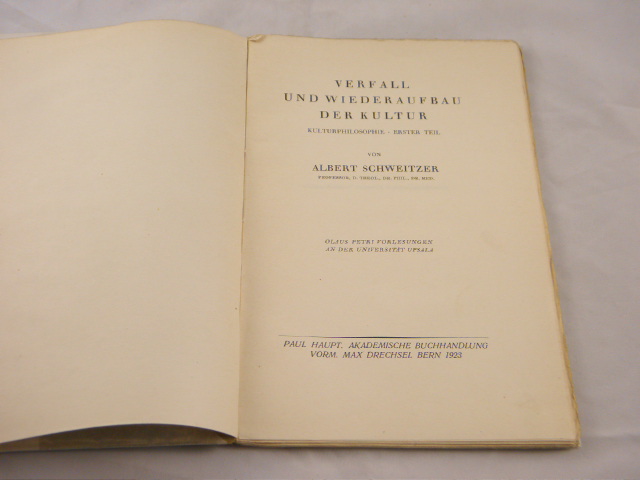 VERFALL
UND WIEDERAUFBAU
DER KULTUR
KULTURPHILOSOPHIE · ERSTER TEIL
VON
ALBERT SCHWEITZER
PROFESSOR, D. THEOL., DR. PHIL., DR. MED.
OLAUS PETRI VORLESUNGEN
AN DER UNIVERSITÄT UPSALA
PAUL HAUPT. AKADEMISCHE BUCHHANDLUNG
VORM. MAX DRECHSEL BERN 1923